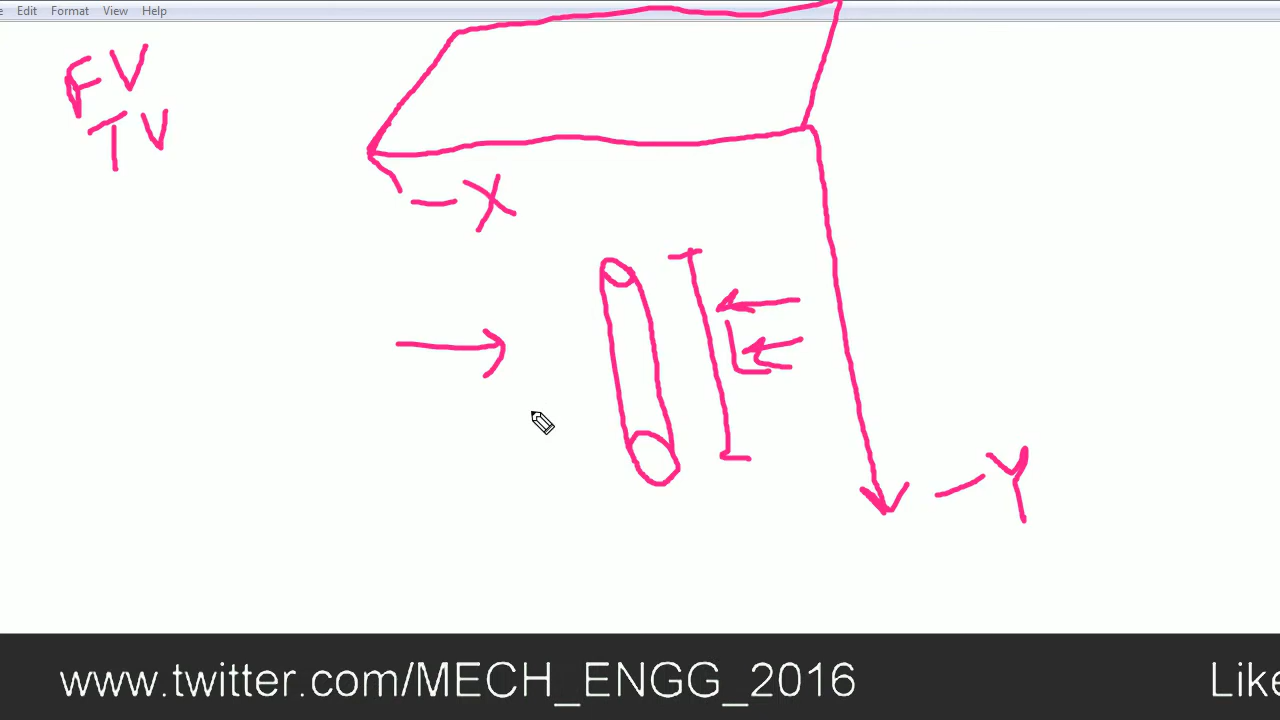 Edit Format View Help
FV
TV
-X
-Y
www.twitter.com/MECH_ENGG_2016 Like